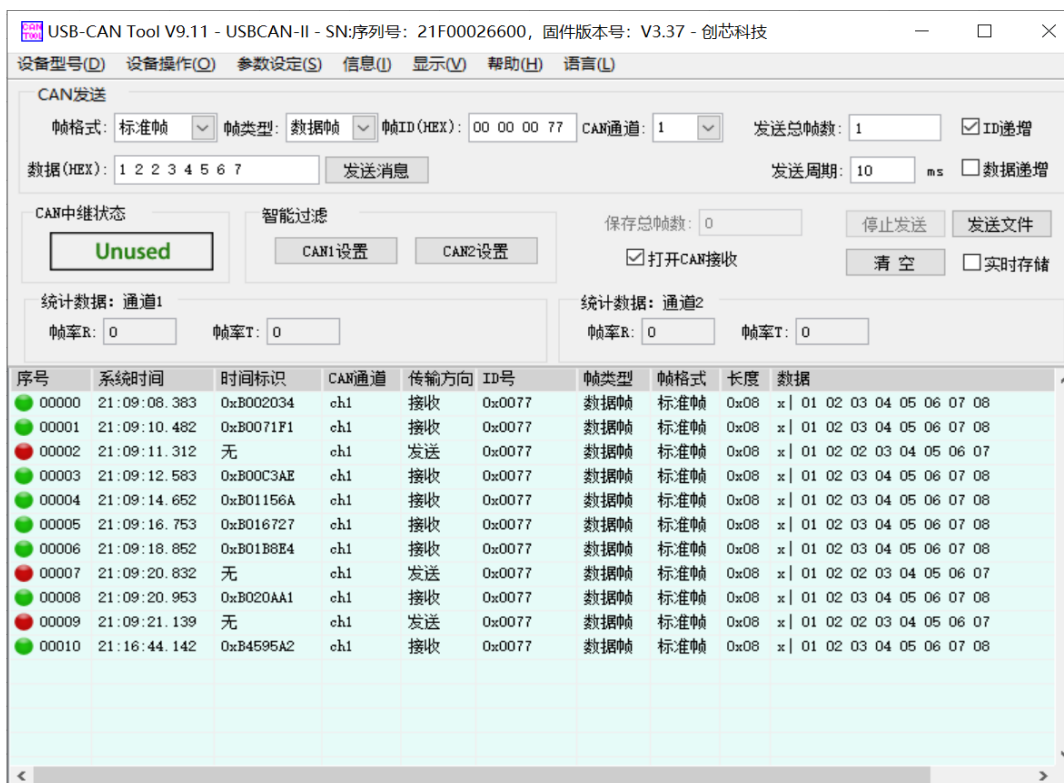 CAN TOOL USB-CAN Tool V9.11 - USBCAN-II - SN:序列号: 21F00026600, 固件版本号: V3.37 - 创芯科技
设备型号(D) 设备操作(O) 参数设定(S) 信息(I) 显示(V) 帮助(H) 语言(L)
CAN发送
帧格式: 标准帧 帧类型: 数据帧 帧ID(HEX): 00 00 00 77 CAN通道: 1 发送总帧数: 1 ID递增
数据(HEX): 1 2 2 3 4 5 6 7 发送消息 发送周期: 10 ms 数据递增
CAN中继状态 智能过滤 保存总帧数: 0 停止发送 发送文件
Unused CAN1设置 CAN2设置 打开CAN接收 清 空 实时存储
统计数据: 通道1 统计数据: 通道2
帧率R: 0 帧率T: 0 帧率R: 0 帧率T: 0
序号 系统时间 时间标识 CAN通道 传输方向 ID号 帧类型 帧格式 长度 数据
00000 21:09:08.383 0xB002034 ch1 接收 0x0077 数据帧 标准帧 0x08 x| 01 02 03 04 05 06 07 08
00001 21:09:10.482 0xB0071F1 ch1 接收 0x0077 数据帧 标准帧 0x08 x| 01 02 03 04 05 06 07 08
00002 21:09:11.312 无 ch1 发送 0x0077 数据帧 标准帧 0x08 x| 01 02 02 03 04 05 06 07
00003 21:09:12.583 0xB00C3AE ch1 接收 0x0077 数据帧 标准帧 0x08 x| 01 02 03 04 05 06 07 08
00004 21:09:14.652 0xB01156A ch1 接收 0x0077 数据帧 标准帧 0x08 x| 01 02 03 04 05 06 07 08
00005 21:09:16.753 0xB016727 ch1 接收 0x0077 数据帧 标准帧 0x08 x| 01 02 03 04 05 06 07 08
00006 21:09:18.852 0xB01B8E4 ch1 接收 0x0077 数据帧 标准帧 0x08 x| 01 02 03 04 05 06 07 08
00007 21:09:20.832 无 ch1 发送 0x0077 数据帧 标准帧 0x08 x| 01 02 02 03 04 05 06 07
00008 21:09:20.953 0xB020AA1 ch1 接收 0x0077 数据帧 标准帧 0x08 x| 01 02 03 04 05 06 07 08
00009 21:09:21.139 无 ch1 发送 0x0077 数据帧 标准帧 0x08 x| 01 02 02 03 04 05 06 07
00010 21:16:44.142 0xB4595A2 ch1 接收 0x0077 数据帧 标准帧 0x08 x| 01 02 03 04 05 06 07 08